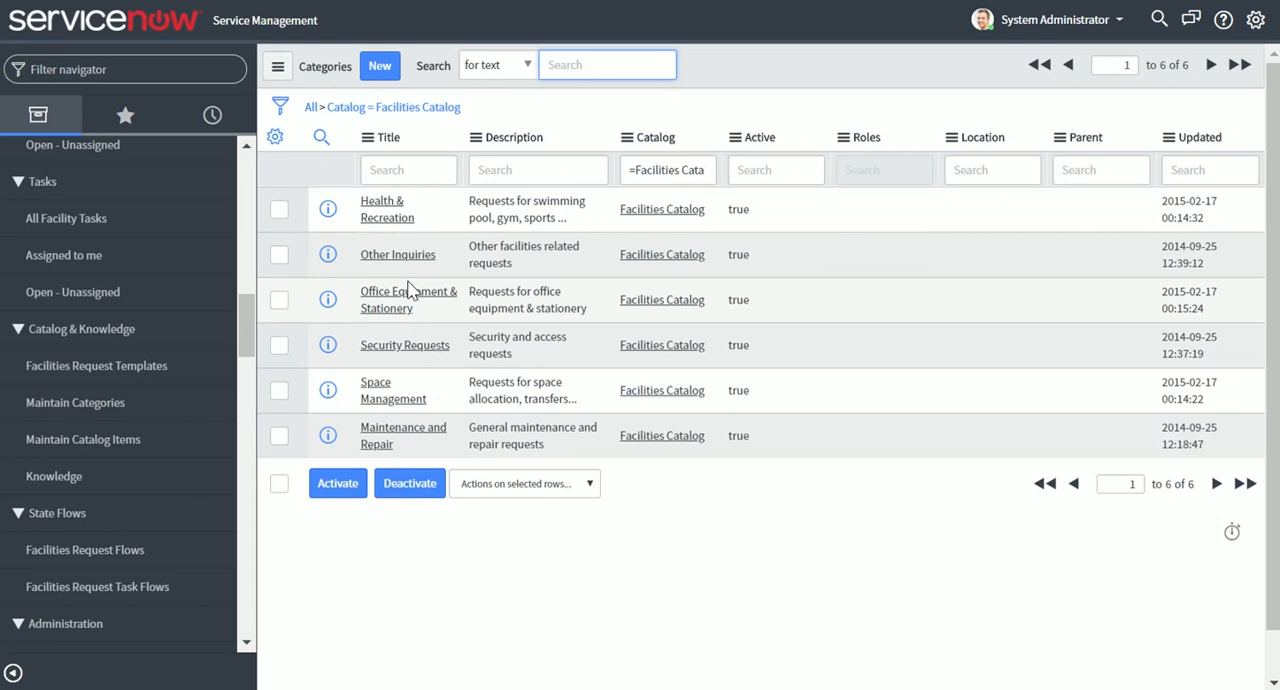 servicenow Service Management
System Administrator
Filter navigator
Open - Unassigned
Tasks
All Facility Tasks
Assigned to me
Open - Unassigned
Catalog & Knowledge
Facilities Request Templates
Maintain Categories
Maintain Catalog Items
Knowledge
State Flows
Facilities Request Flows
Facilities Request Task Flows
Administration
Categories New Search for text Search 1 to 6 of 6
All > Catalog = Facilities Catalog
Title Description Catalog Active Roles Location Parent Updated
Search Search =Facilities Cata Search Search Search Search Search
Health & Requests for swimming 2015-02-17
Recreation pool, gym, sports ... Facilities Catalog true 00:14:32
Other Inquiries Other facilities related Facilities Catalog true 2014-09-25
requests 12:39:12
Office Equipment & Requests for office Facilities Catalog true 2015-02-17
Stationery equipment & stationery 00:15:24
Security Requests Security and access Facilities Catalog true 2014-09-25
requests 12:37:19
Space Requests for space Facilities Catalog true 2015-02-17
Management allocation, transfers... 00:14:22
Maintenance and General maintenance and Facilities Catalog true 2014-09-25
Repair repair requests 12:18:47
Activate Deactivate Actions on selected rows... 1 to 6 of 6